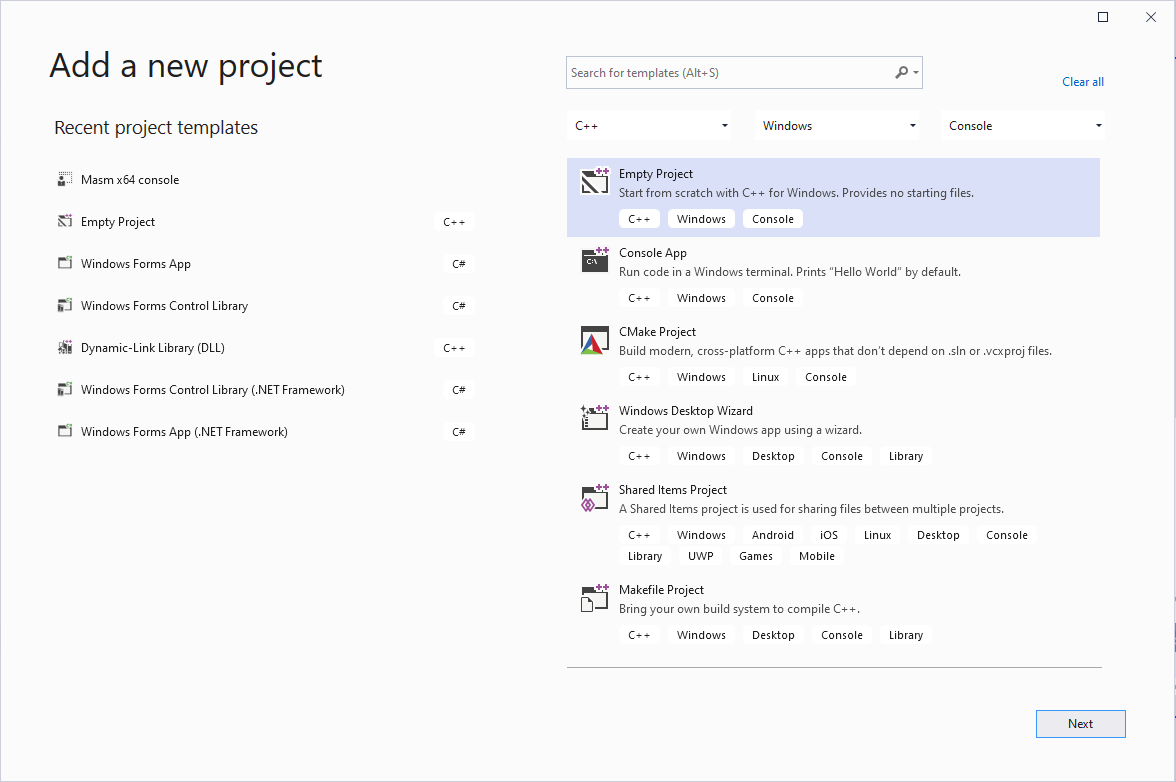 Add a new project
Recent project templates
Masm x64 console
Empty Project C++
Windows Forms App C#
Windows Forms Control Library C#
Dynamic-Link Library (DLL) C++
Windows Forms Control Library (.NET Framework) C#
Windows Forms App (.NET Framework) C#
Search for templates (Alt+S)
Clear all
C++ Windows Console
Empty Project
Start from scratch with C++ for Windows. Provides no starting files.
C++ Windows Console
Console App
Run code in a Windows terminal. Prints "Hello World" by default.
C++ Windows Console
CMake Project
Build modern, cross-platform C++ apps that don't depend on .sln or .vcxproj files.
C++ Windows Linux Console
Windows Desktop Wizard
Create your own Windows app using a wizard.
C++ Windows Desktop Console Library
Shared Items Project
A Shared Items project is used for sharing files between multiple projects.
C++ Windows Android iOS Linux Desktop Console
Library UWP Games Mobile
Makefile Project
Bring your own build system to compile C++.
C++ Windows Desktop Console Library
Next